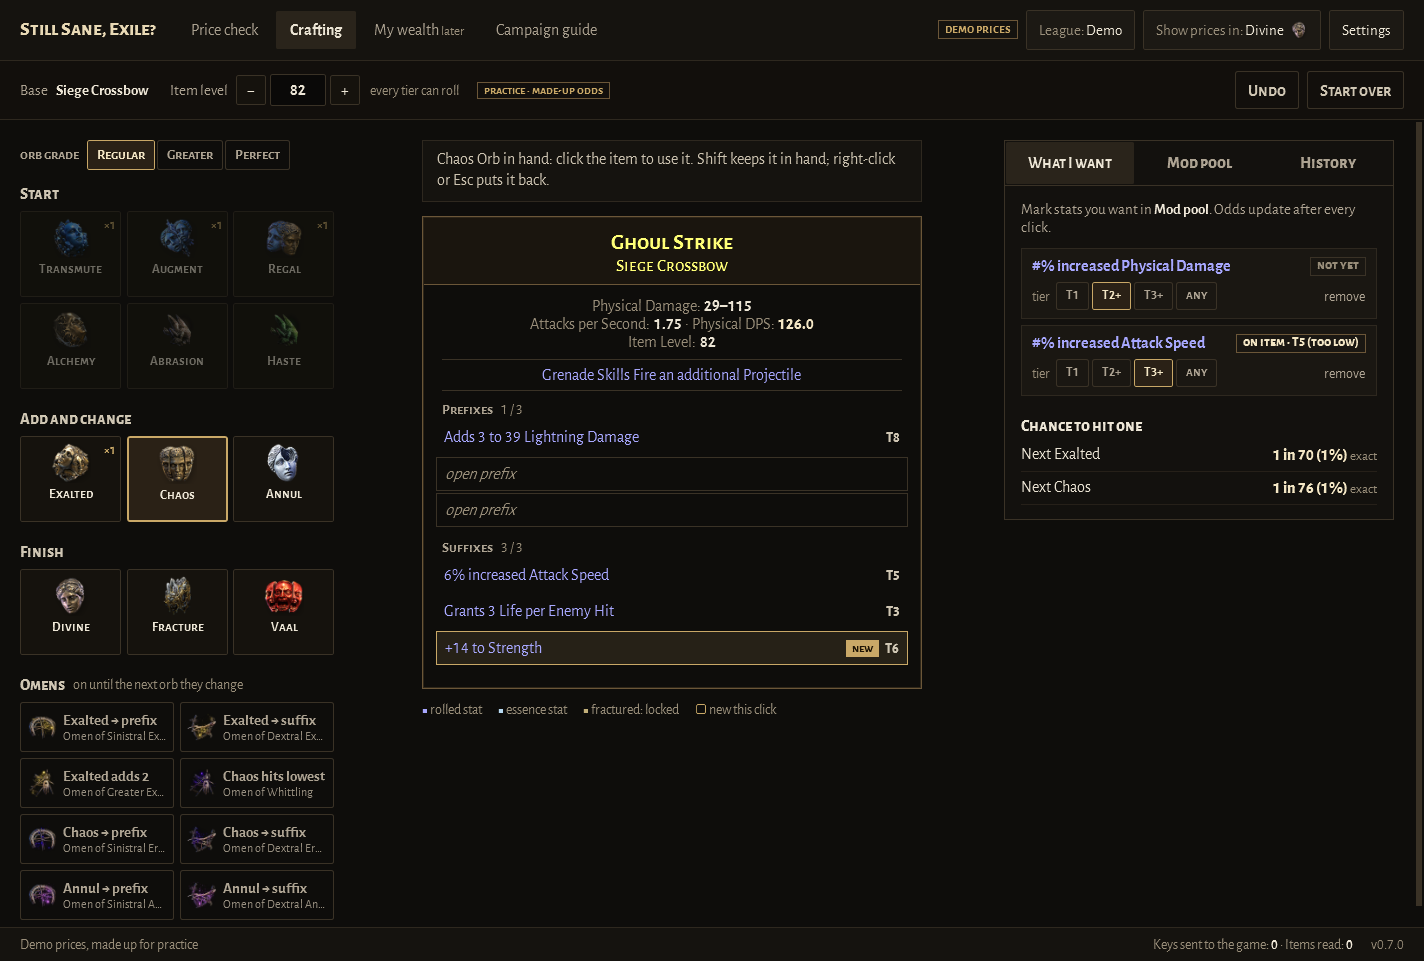 Still Sane, Exile?
Price check
Crafting
My wealth later
Campaign guide
DEMO PRICES
League: Demo
Show prices in: Divine
Settings
Base Siege Crossbow
Item level
−
82
+
every tier can roll
PRACTICE · MADE-UP ODDS
Undo
Start over
Orb grade
Regular
Greater
Perfect
Start
×1
×1
×1
Transmute
Augment
Regal
Alchemy
Abrasion
Haste
Add and change
×1
Exalted
Chaos
Annul
Finish
Divine
Fracture
Vaal
Omens on until the next orb they change
Exalted → prefix
Omen of Sinistral Ex...
Exalted → suffix
Omen of Dextral Ex...
Exalted adds 2
Omen of Greater Ex...
Chaos hits lowest
Omen of Whittling
Chaos → prefix
Omen of Sinistral Er...
Chaos → suffix
Omen of Dextral Er...
Annul → prefix
Omen of Sinistral A...
Annul → suffix
Omen of Dextral An...
Chaos Orb in hand: click the item to use it. Shift keeps it in hand; right-click
or Esc puts it back.
Ghoul Strike
Siege Crossbow
Physical Damage: 29–115
Attacks per Second: 1.75 · Physical DPS: 126.0
Item Level: 82
Grenade Skills Fire an additional Projectile
Prefixes 1 / 3
Adds 3 to 39 Lightning Damage T8
open prefix
open prefix
Suffixes 3 / 3
6% increased Attack Speed T5
Grants 3 Life per Enemy Hit T3
+14 to Strength NEW T6
rolled stat
essence stat
fractured: locked
new this click
What I want
Mod pool
History
Mark stats you want in Mod pool. Odds update after every
click.
#% increased Physical Damage NOT YET
tier T1 T2+ T3+ ANY remove
#% increased Attack Speed ON ITEM · T5 (TOO LOW)
tier T1 T2+ T3+ ANY remove
Chance to hit one
Next Exalted 1 in 70 (1%) exact
Next Chaos 1 in 76 (1%) exact
Demo prices, made up for practice
Keys sent to the game: 0 · Items read: 0
v0.7.0